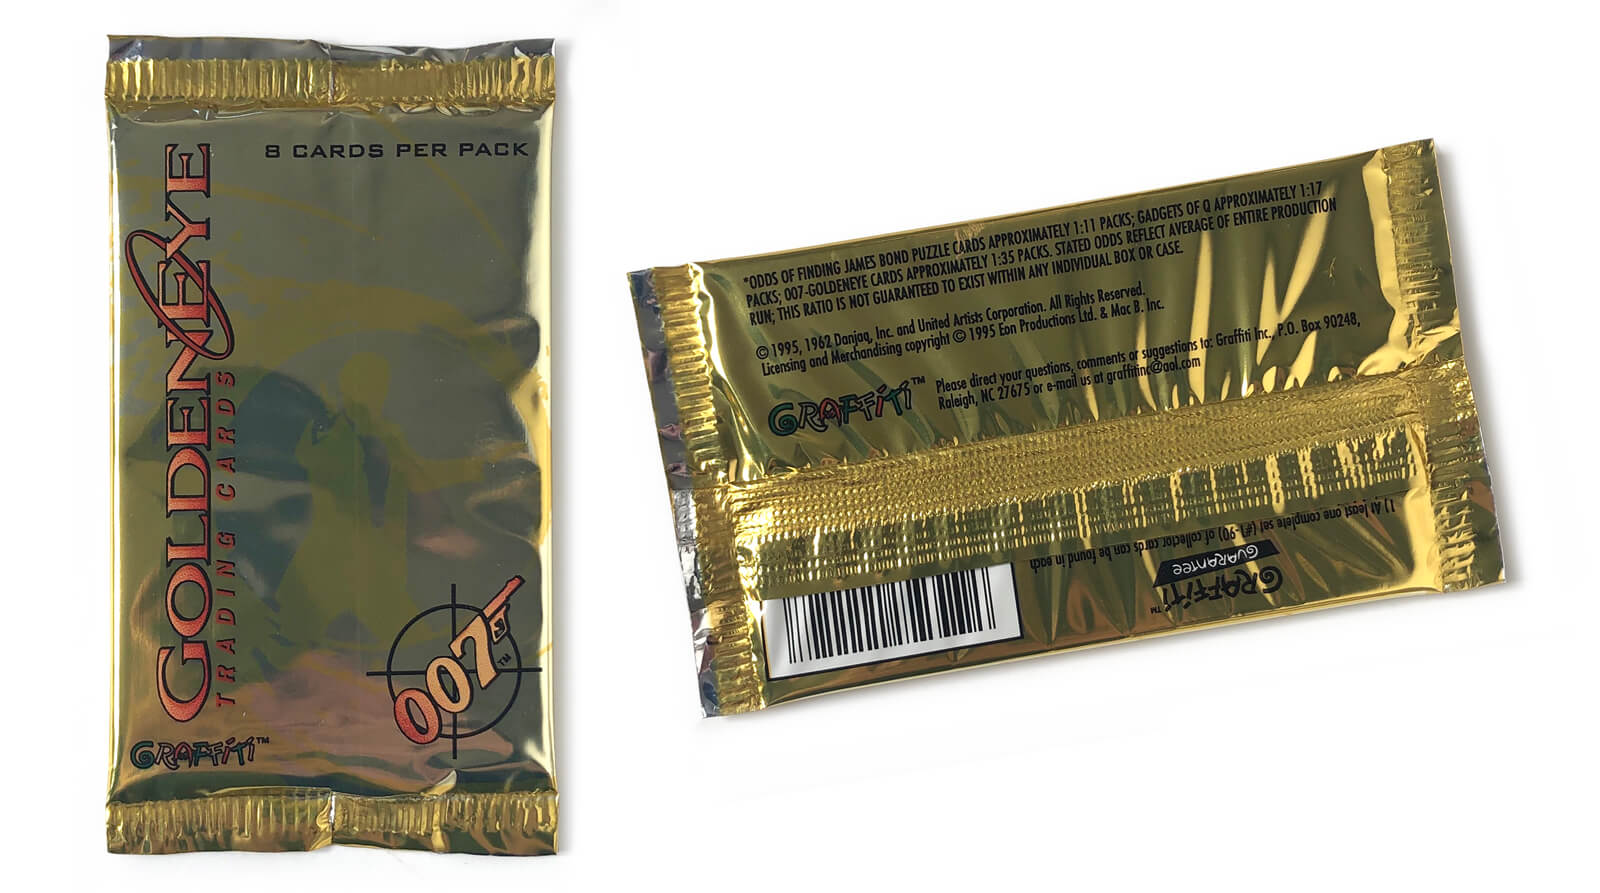 8 CARDS PER PACK
GOLDENEYE
TRADING CARDS
007™
GRAFFITI™
*ODDS OF FINDING JAMES BOND PUZZLE CARDS APPROXIMATELY 1:11 PACKS; GADGETS OF Q APPROXIMATELY 1:17
PACKS; 007-GOLDENEYE CARDS APPROXIMATELY 1:35 PACKS. STATED ODDS REFLECT AVERAGE OF ENTIRE PRODUCTION
RUN; THIS RATIO IS NOT GUARANTEED TO EXIST WITHIN ANY INDIVIDUAL BOX OR CASE.
© 1995, 1962 Danjaq, Inc. and United Artists Corporation. All Rights Reserved.
Licensing and Merchandising copyright © 1995 Eon Productions Ltd. & Mac B. Inc.
GRAFFITI™
Please direct your questions, comments or suggestions to: Graffiti Inc., P.O. Box 90248,
Raleigh, NC 27675 or e-mail us at graffitinc@aol.com
GRAFFITI™
GUARANTEE
1) At least one complete set
(#1-90) of collector cards can be found in each